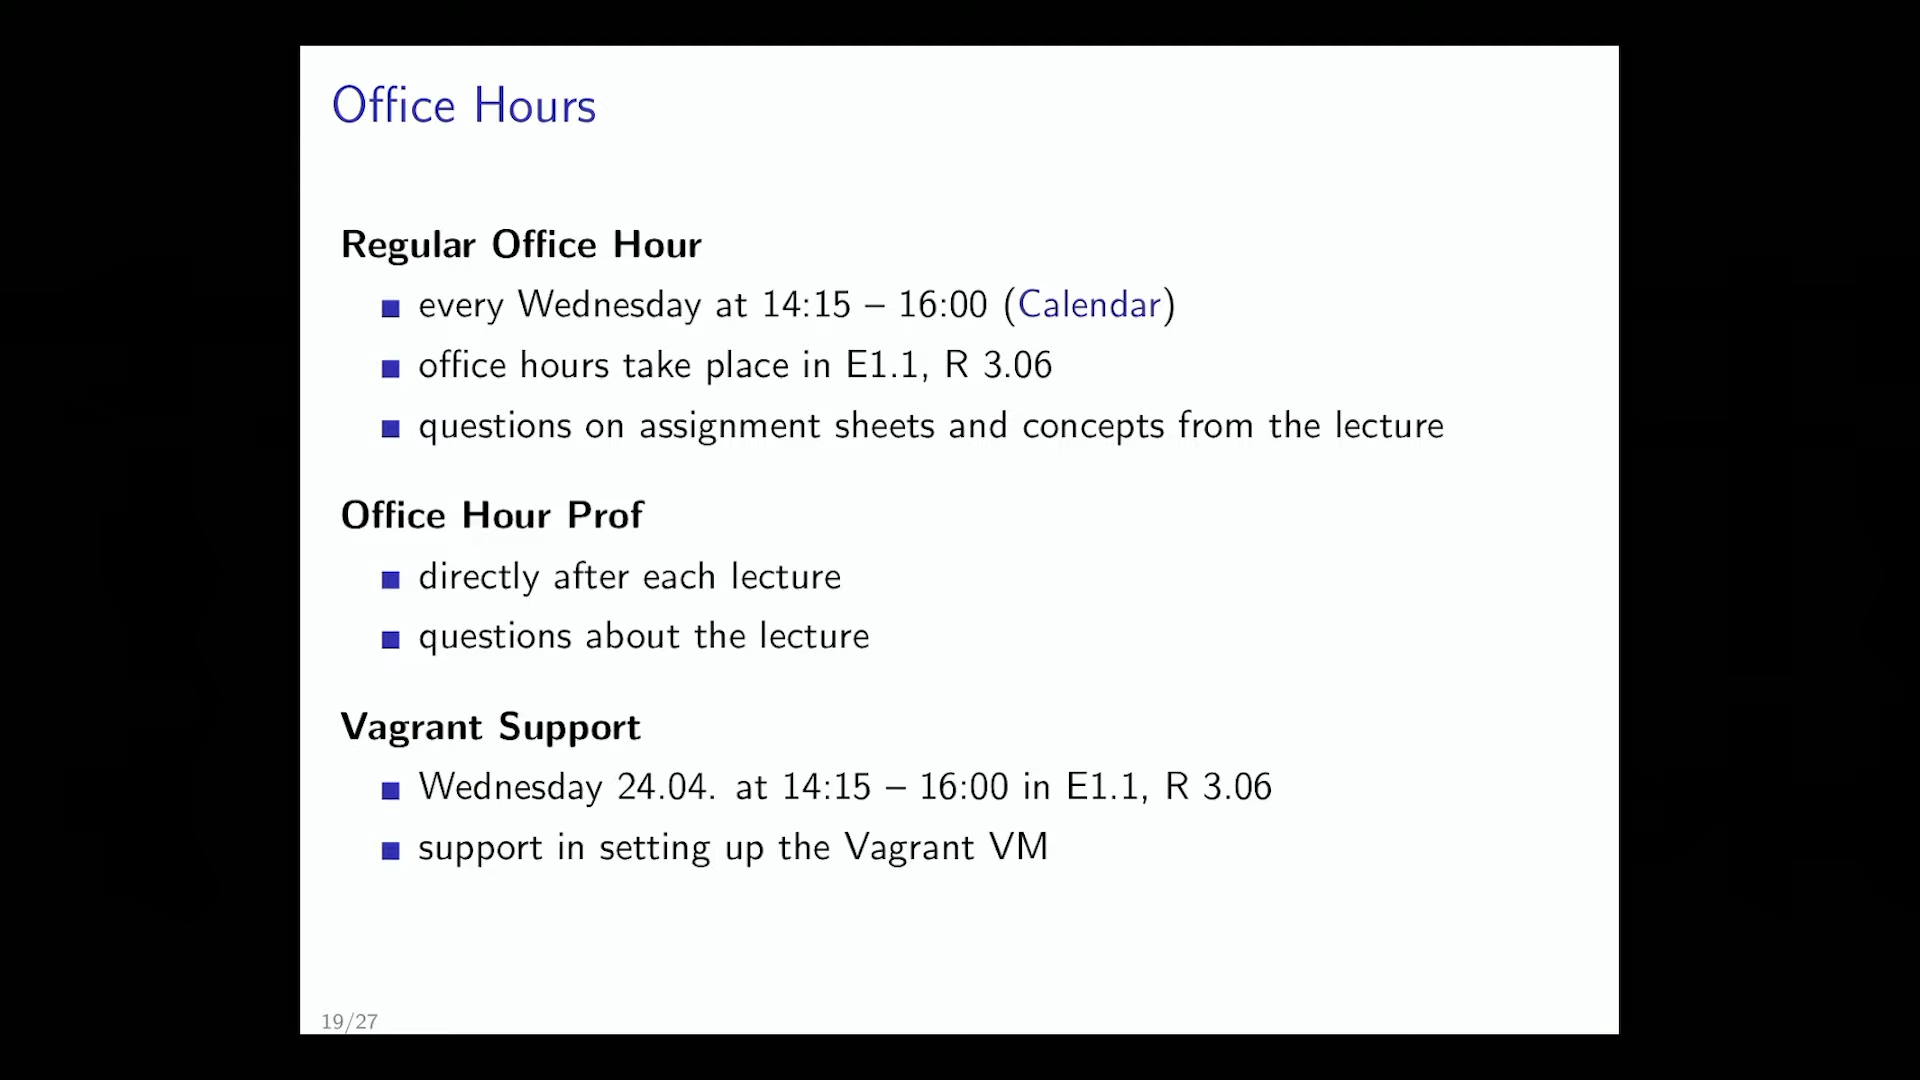 Office Hours
Regular Office Hour
every Wednesday at 14:15 – 16:00 (Calendar)
office hours take place in E1.1, R 3.06
questions on assignment sheets and concepts from the lecture
Office Hour Prof
directly after each lecture
questions about the lecture
Vagrant Support
Wednesday 24.04. at 14:15 – 16:00 in E1.1, R 3.06
support in setting up the Vagrant VM
19/27